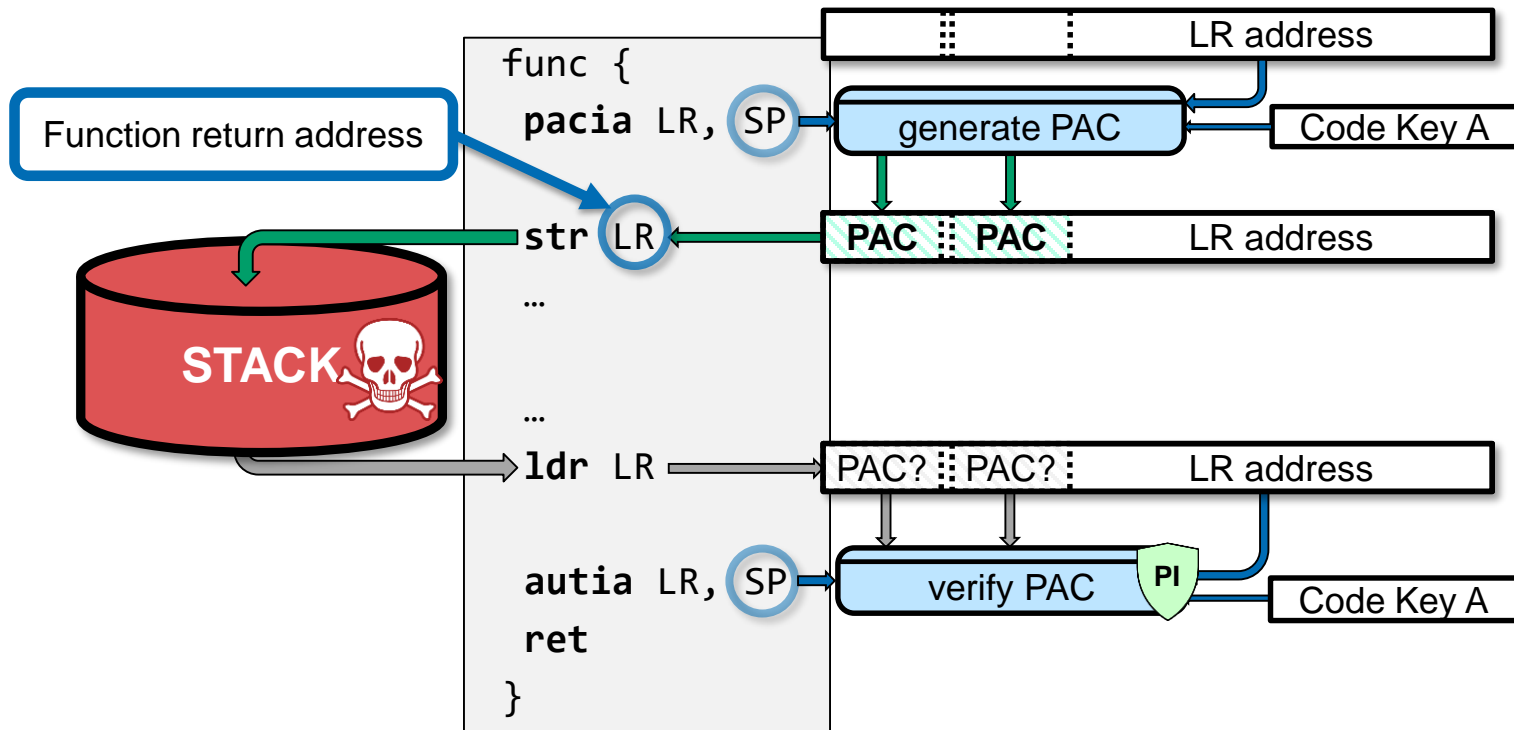 LR address
func {
pacia LR, SP
generate PAC
Code Key A
Function return address
str LR
PAC PAC LR address
…
STACK
…
ldr LR
PAC? PAC? LR address
autia LR, SP
verify PAC
PI
Code Key A
ret
}